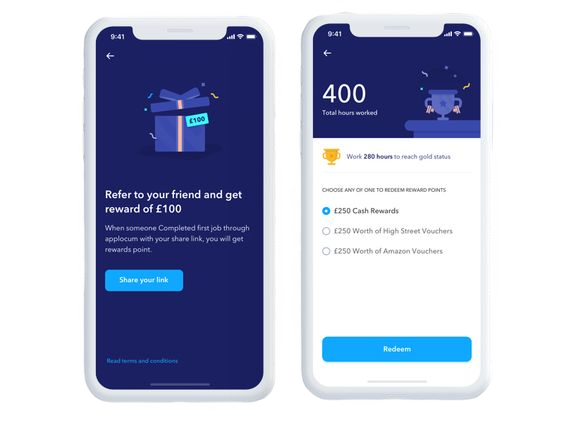 9:41
£100
Refer to your friend and get
reward of £100
When someone Completed first job through
applocum with your share link, you will get
rewards point.
Share your link
Read terms and conditions
9:41
400
Total hours worked
Work 280 hours to reach gold status
CHOOSE ANY OF ONE TO REDEEM REWARD POINTS
£250 Cash Rewards
£250 Worth of High Street Vouchers
£250 Worth of Amazon Vouchers
Redeem